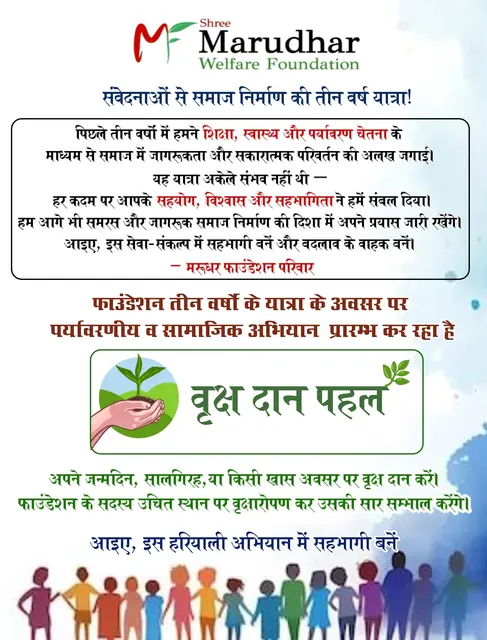 Shree
Marudhar
Welfare Foundation
संवेदनाओं से समाज निर्माण की तीन वर्ष यात्रा!
पिछले तीन वर्षों में हमने शिक्षा, स्वास्थ्य और पर्यावरण चेतना के
माध्यम से समाज में जागरूकता और सकारात्मक परिवर्तन की अलख जगाई।
यह यात्रा अकेले संभव नहीं थी —
हर कदम पर आपके सहयोग, विश्वास और सहभागिता ने हमें संबल दिया।
हम आगे भी समरस और जागरूक समाज निर्माण की दिशा में अपने प्रयास जारी रखेंगे।
आइए, इस सेवा-संकल्प में सहभागी बनें और बदलाव के वाहक बनें।
– मरूधर फाउंडेशन परिवार
फाउंडेशन तीन वर्षो के यात्रा के अवसर पर
पर्यावरणीय व सामाजिक अभियान प्रारम्भ कर रहा है
वृक्ष दान पहल
अपने जन्मदिन, सालगिरह,या किसी खास अवसर पर वृक्ष दान करें।
फाउंडेशन के सदस्य उचित स्थान पर वृक्षारोपण कर उसकी सार सम्भाल करेंगे।
आइए, इस हरियाली अभियान में सहभागी बनें